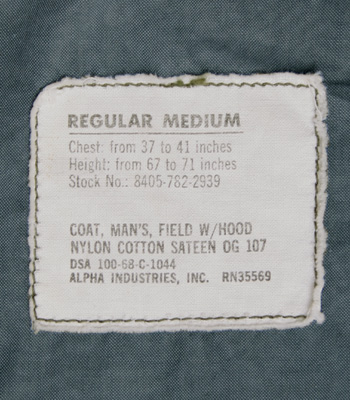 REGULAR MEDIUM
Chest: from 37 to 41 inches
Height: from 67 to 71 inches
Stock No.: 8405-782-2939
COAT, MAN'S, FIELD W/HOOD
NYLON COTTON SATEEN OG 107
DSA 100-68-C-1044
ALPHA INDUSTRIES, INC. RN35569